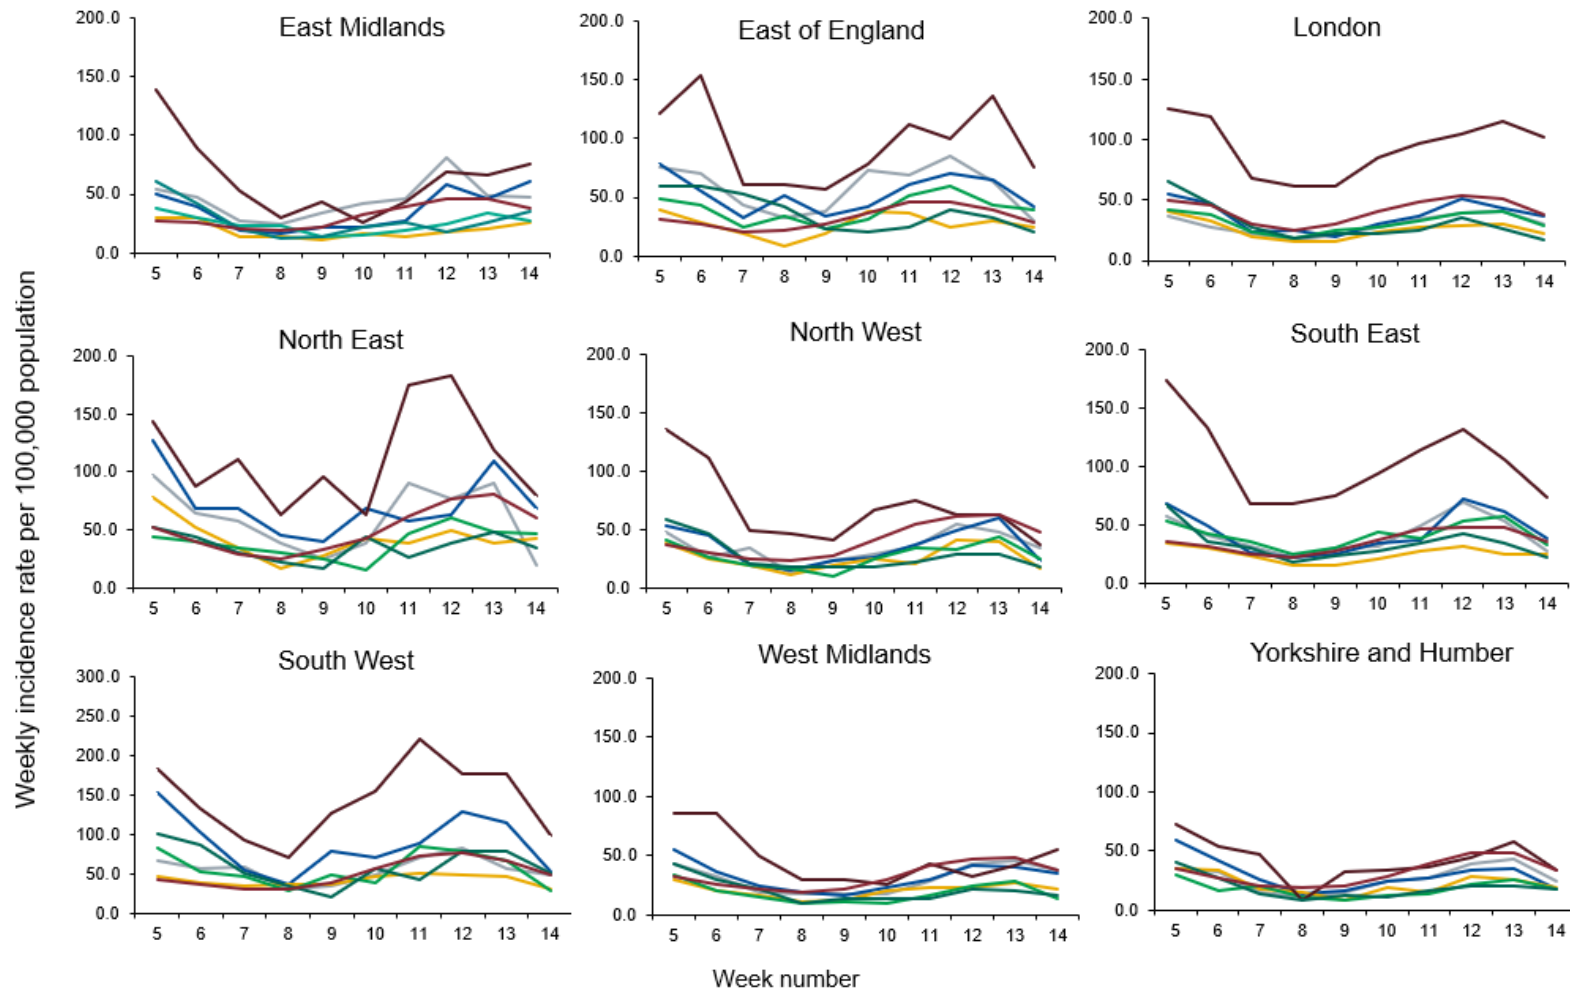 East Midlands
200.0
150.0
100.0
50.0
0.0
5 6 7 8 9 10 11 12 13 14
East of England
200.0
150.0
100.0
50.0
0.0
5 6 7 8 9 10 11 12 13 14
London
200.0
150.0
100.0
50.0
0.0
5 6 7 8 9 10 11 12 13 14
Weekly incidence rate per 100,000 population
North East
200.0
150.0
100.0
50.0
0.0
5 6 7 8 9 10 11 12 13 14
North West
200.0
150.0
100.0
50.0
0.0
5 6 7 8 9 10 11 12 13 14
South East
200.0
150.0
100.0
50.0
0.0
5 6 7 8 9 10 11 12 13 14
South West
300.0
250.0
200.0
150.0
100.0
50.0
0.0
5 6 7 8 9 10 11 12 13 14
West Midlands
200.0
150.0
100.0
50.0
0.0
5 6 7 8 9 10 11 12 13 14
Yorkshire and Humber
200.0
150.0
100.0
50.0
0.0
5 6 7 8 9 10 11 12 13 14
Week number